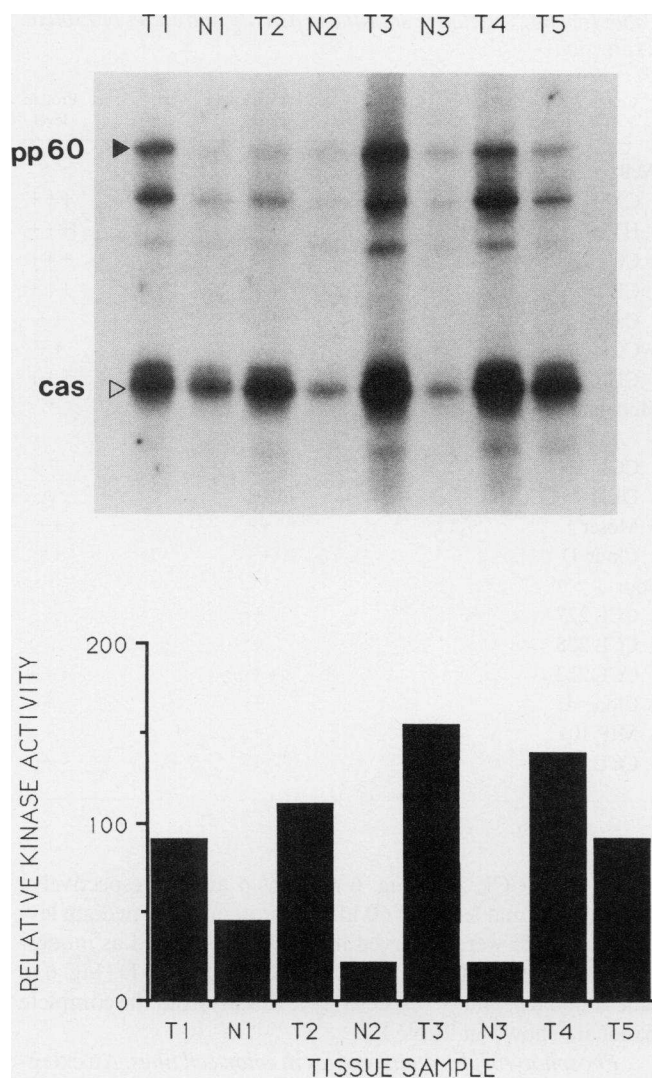 T1 N1 T2 N2 T3 N3 T4 T5
pp60
cas
200
100
0
RELATIVE KINASE ACTIVITY
T1 N1 T2 N2 T3 N3 T4 T5
TISSUE SAMPLE